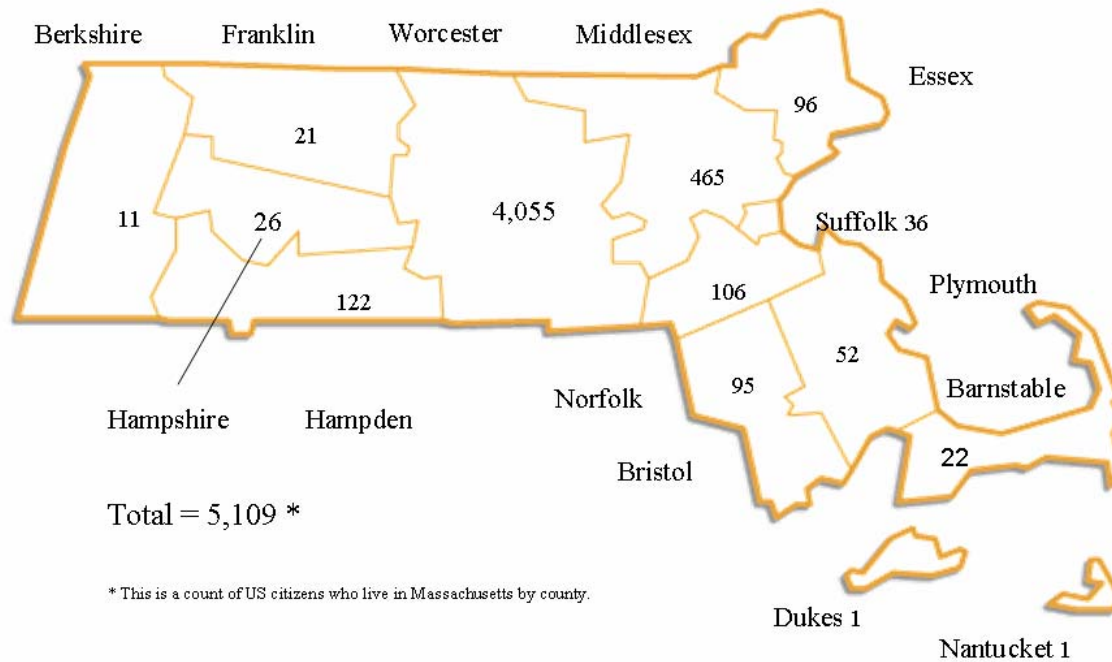 Berkshire Franklin Worcester Middlesex
Essex
96
21
465
11 26 4,055 Suffolk 36
Plymouth
122 106
52
95
Norfolk Barnstable
Hampshire Hampden
22
Bristol
Total = 5,109 *
* This is a count of US citizens who live in Massachusetts by county.
Dukes 1
Nantucket 1